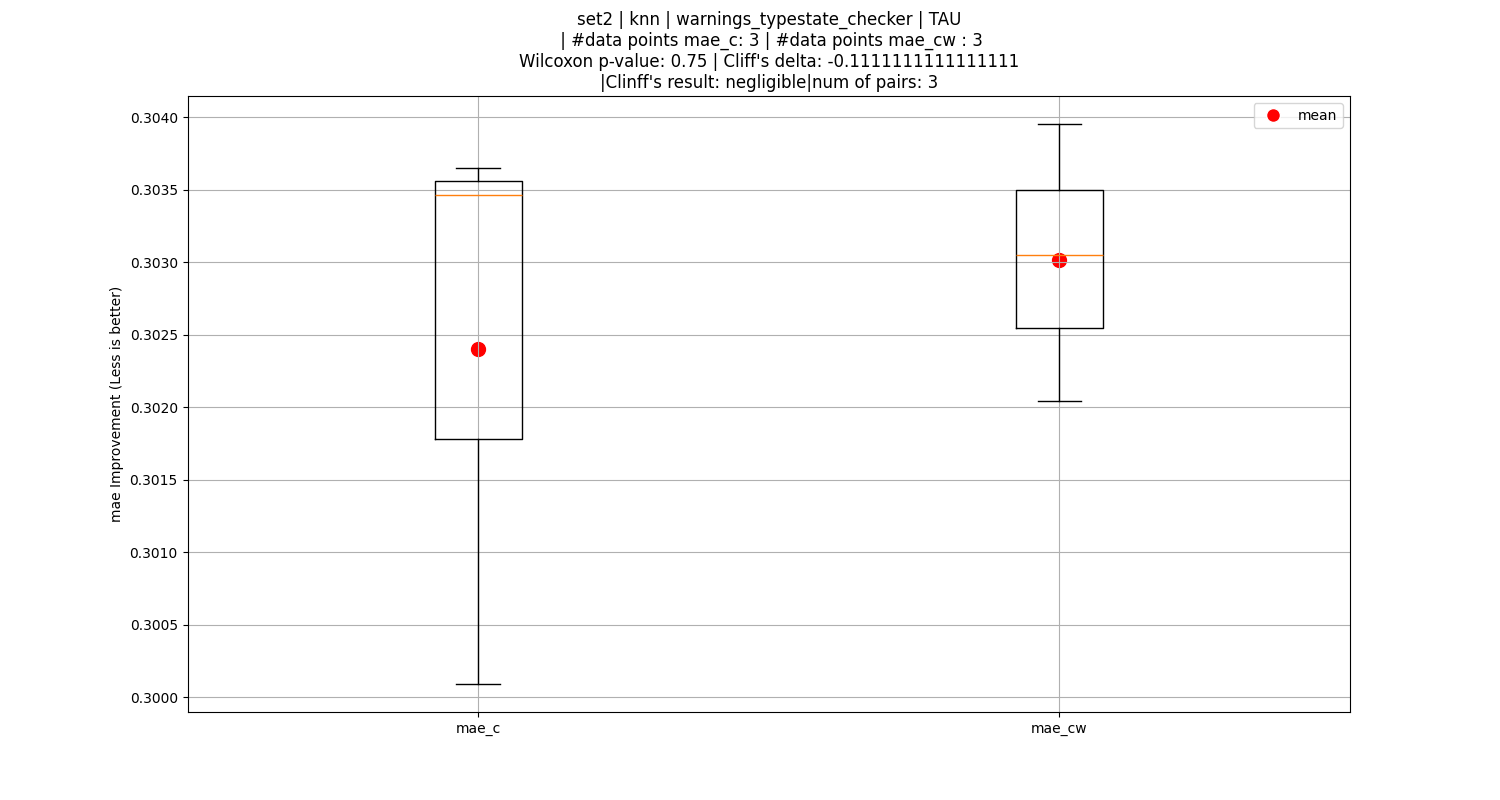 set2 | knn | warnings_typestate_checker | TAU
| #data points mae_c: 3 | #data points mae_cw : 3
Wilcoxon p-value: 0.75 | Cliff's delta: -0.1111111111111111
|Clinff's result: negligible|num of pairs: 3
mean
0.3040
0.3035
0.3030
0.3025
0.3020
0.3015
0.3010
0.3005
0.3000
mae Improvement (Less is better)
mae_c
mae_cw